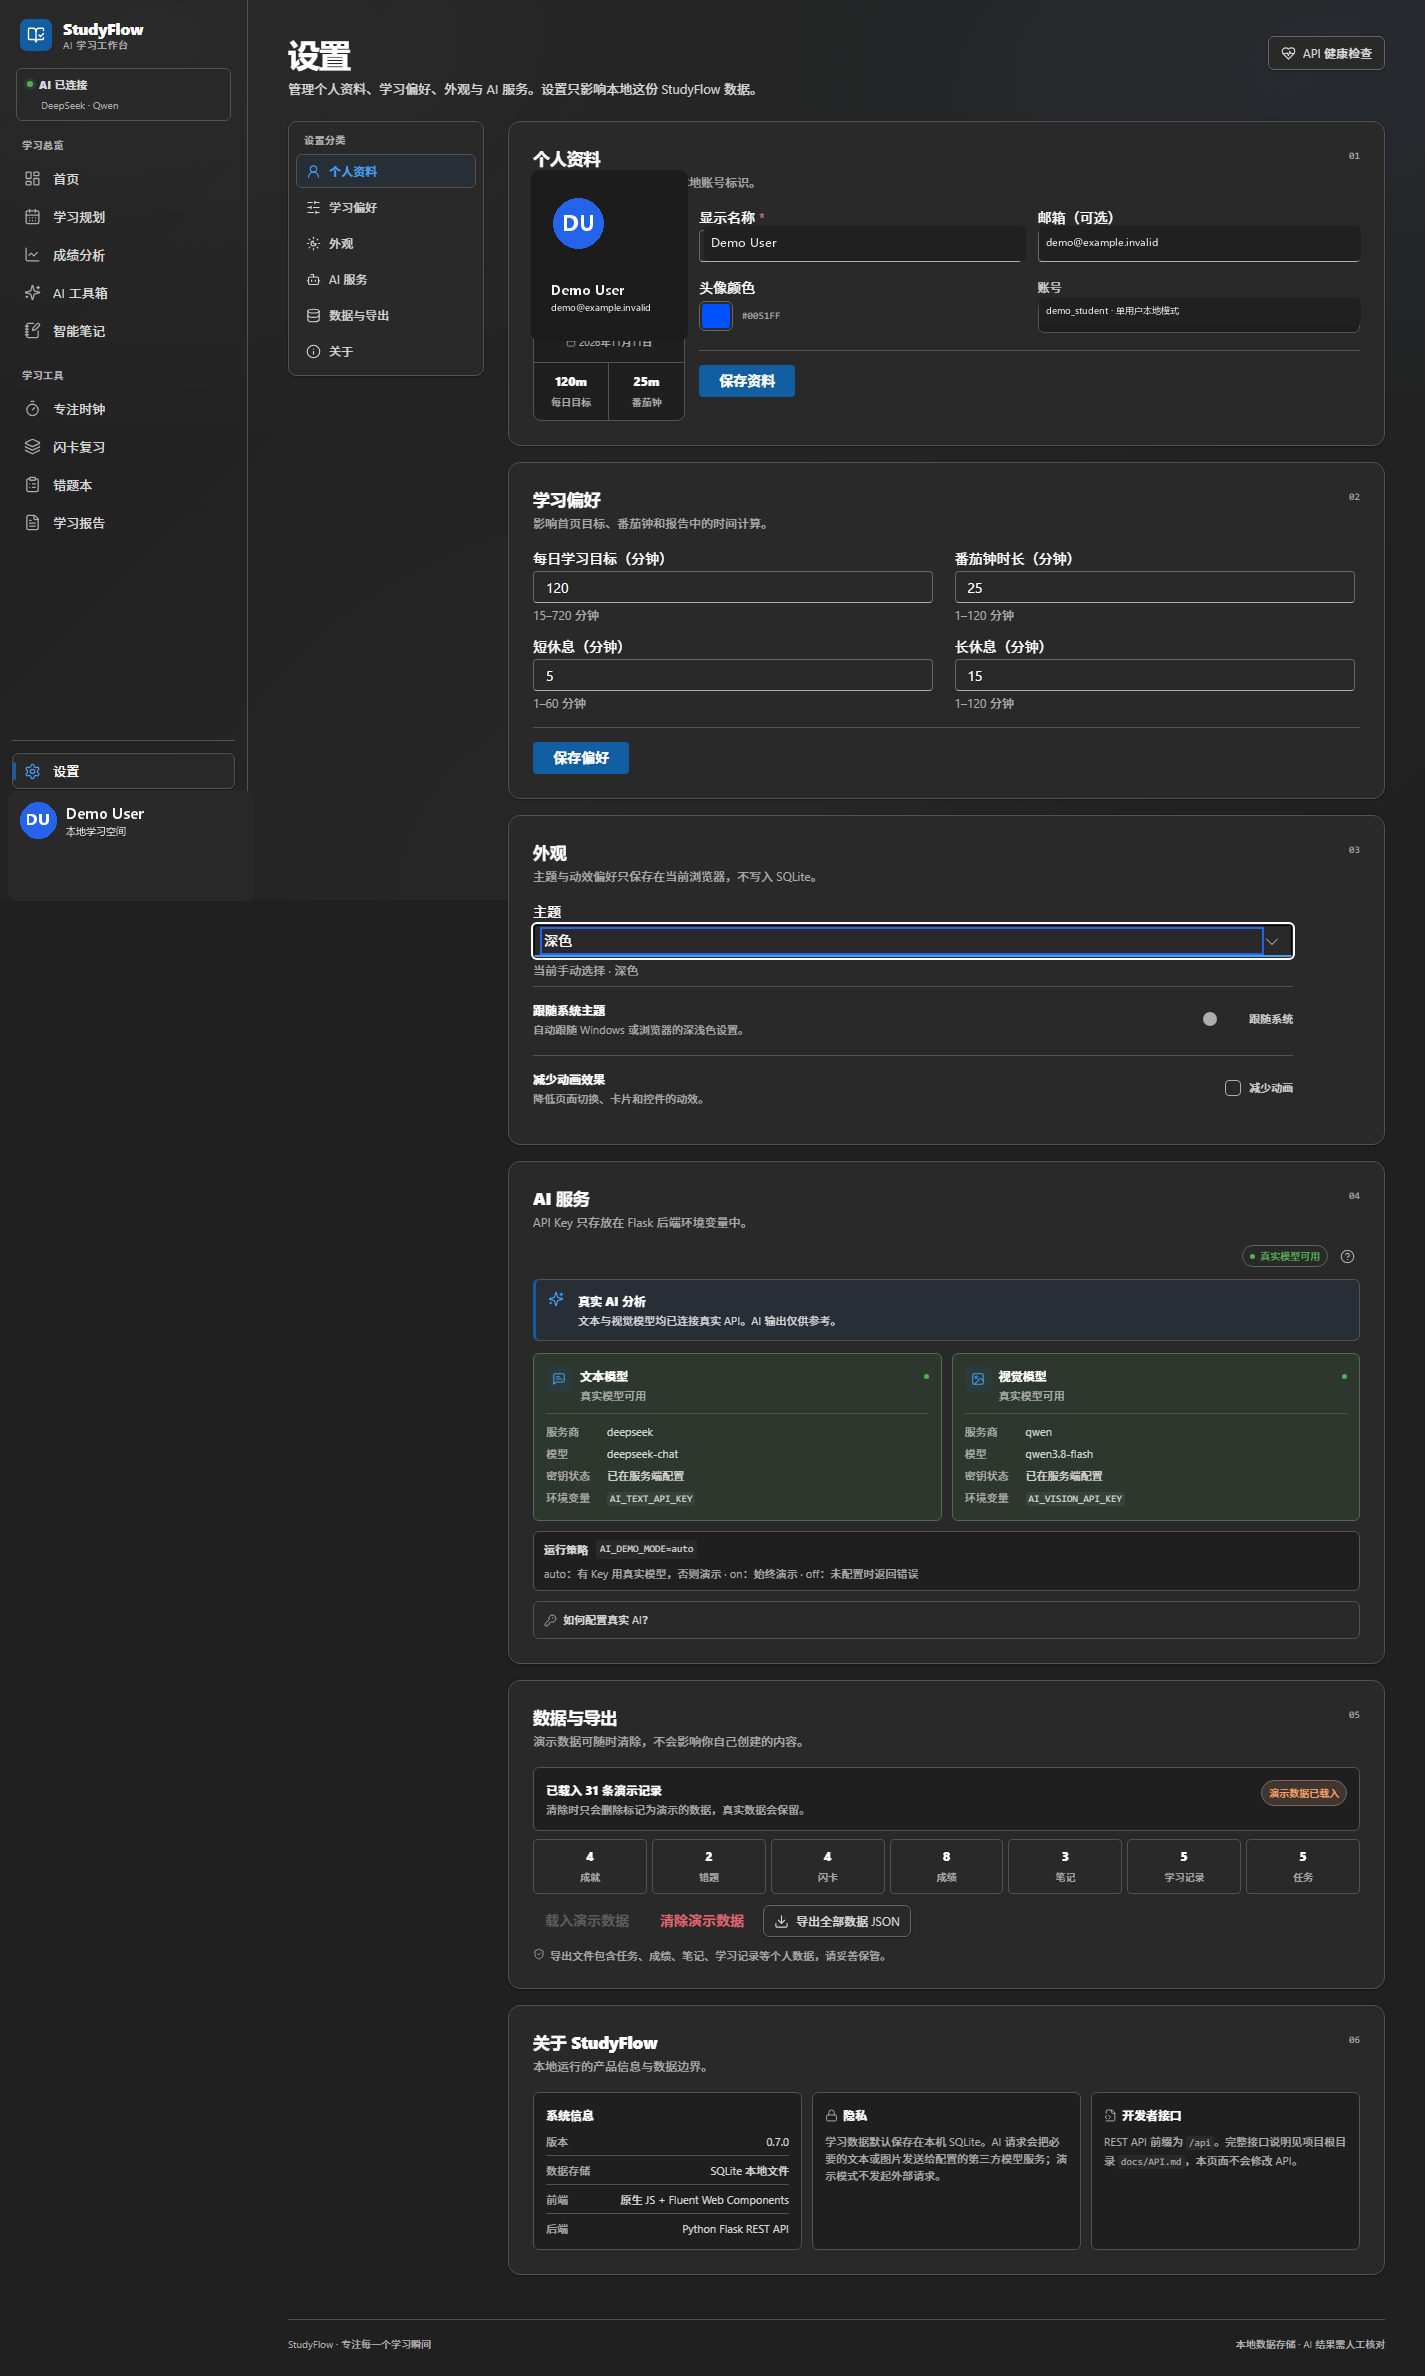 StudyFlow
AI 学习工作台
AI 已连接
DeepSeek · Qwen
学习总览
首页
学习规划
成绩分析
AI 工具箱
智能笔记
学习工具
专注时钟
闪卡复习
错题本
学习报告
设置
DU
Demo User
本地学习空间
设置
管理个人资料、学习偏好、外观与 AI 服务。设置只影响本地这份 StudyFlow 数据。
API 健康检查
设置分类
个人资料
学习偏好
外观
AI 服务
数据与导出
关于
个人资料
01
地账号标识。
DU
Demo User
demo@example.invalid
2026年11月11日
120m
每日目标
25m
番茄钟
显示名称 *
Demo User
邮箱（可选）
demo@example.invalid
头像颜色
#0051FF
账号
demo_student · 单用户本地模式
保存资料
学习偏好
02
影响首页目标、番茄钟和报告中的时间计算。
每日学习目标（分钟）
120
15–720 分钟
番茄钟时长（分钟）
25
1–120 分钟
短休息（分钟）
5
1–60 分钟
长休息（分钟）
15
1–120 分钟
保存偏好
外观
03
主题与动效偏好只保存在当前浏览器，不写入 SQLite。
主题
深色
当前手动选择 · 深色
跟随系统主题
自动跟随 Windows 或浏览器的深浅色设置。
跟随系统
减少动画效果
降低页面切换、卡片和控件的动效。
减少动画
AI 服务
04
API Key 只存放在 Flask 后端环境变量中。
真实模型可用
真实 AI 分析
文本与视觉模型均已连接真实 API。AI 输出仅供参考。
文本模型
真实模型可用
服务商 deepseek
模型 deepseek-chat
密钥状态 已在服务端配置
环境变量 AI_TEXT_API_KEY
视觉模型
真实模型可用
服务商 qwen
模型 qwen3.8-flash
密钥状态 已在服务端配置
环境变量 AI_VISION_API_KEY
运行策略 AI_DEMO_MODE=auto
auto：有 Key 用真实模型，否则演示 · on：始终演示 · off：未配置时返回错误
如何配置真实 AI？
数据与导出
05
演示数据可随时清除，不会影响你自己创建的内容。
已载入 31 条演示记录
清除时只会删除标记为演示的数据，真实数据会保留。
演示数据已载入
4
成就
2
错题
4
闪卡
8
成绩
3
笔记
5
学习记录
5
任务
载入演示数据
清除演示数据
导出全部数据 JSON
导出文件包含任务、成绩、笔记、学习记录等个人数据，请妥善保管。
关于 StudyFlow
06
本地运行的产品信息与数据边界。
系统信息
版本 0.7.0
数据存储 SQLite 本地文件
前端 原生 JS + Fluent Web Components
后端 Python Flask REST API
隐私
学习数据默认保存在本机 SQLite。AI 请求会把必
要的文本或图片发送给配置的第三方模型服务；演
示模式不发起外部请求。
开发者接口
REST API 前缀为 /api。完整接口说明见项目根目
录 docs/API.md，本页面不会修改 API。
StudyFlow · 专注每一个学习瞬间
本地数据存储 · AI 结果需人工核对